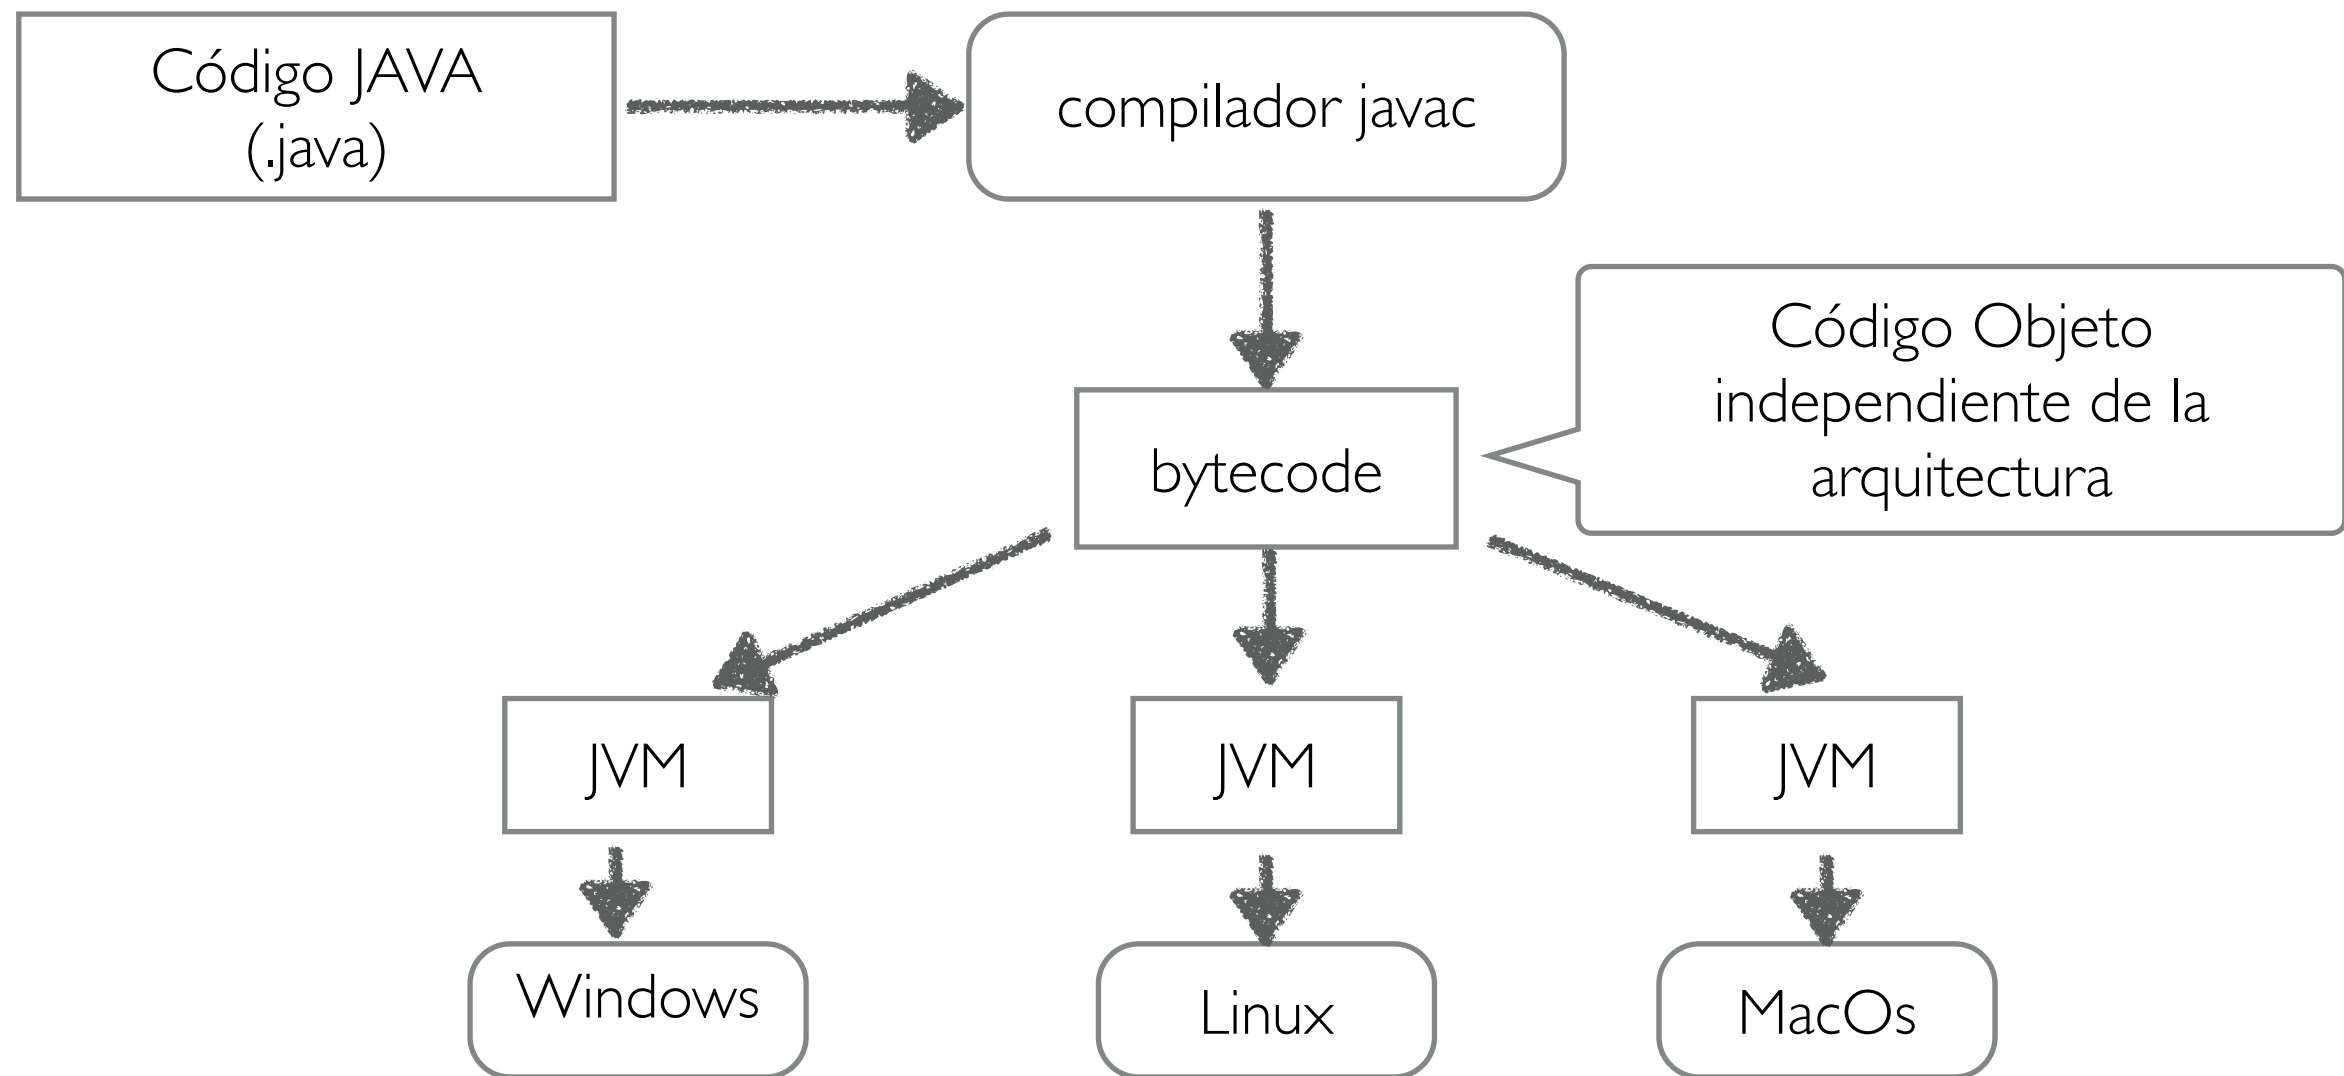 Código JAVA
(.java)
compilador javac
Código Objeto
independiente de la
arquitectura
bytecode
JVM
JVM
JVM
Windows
Linux
MacOs